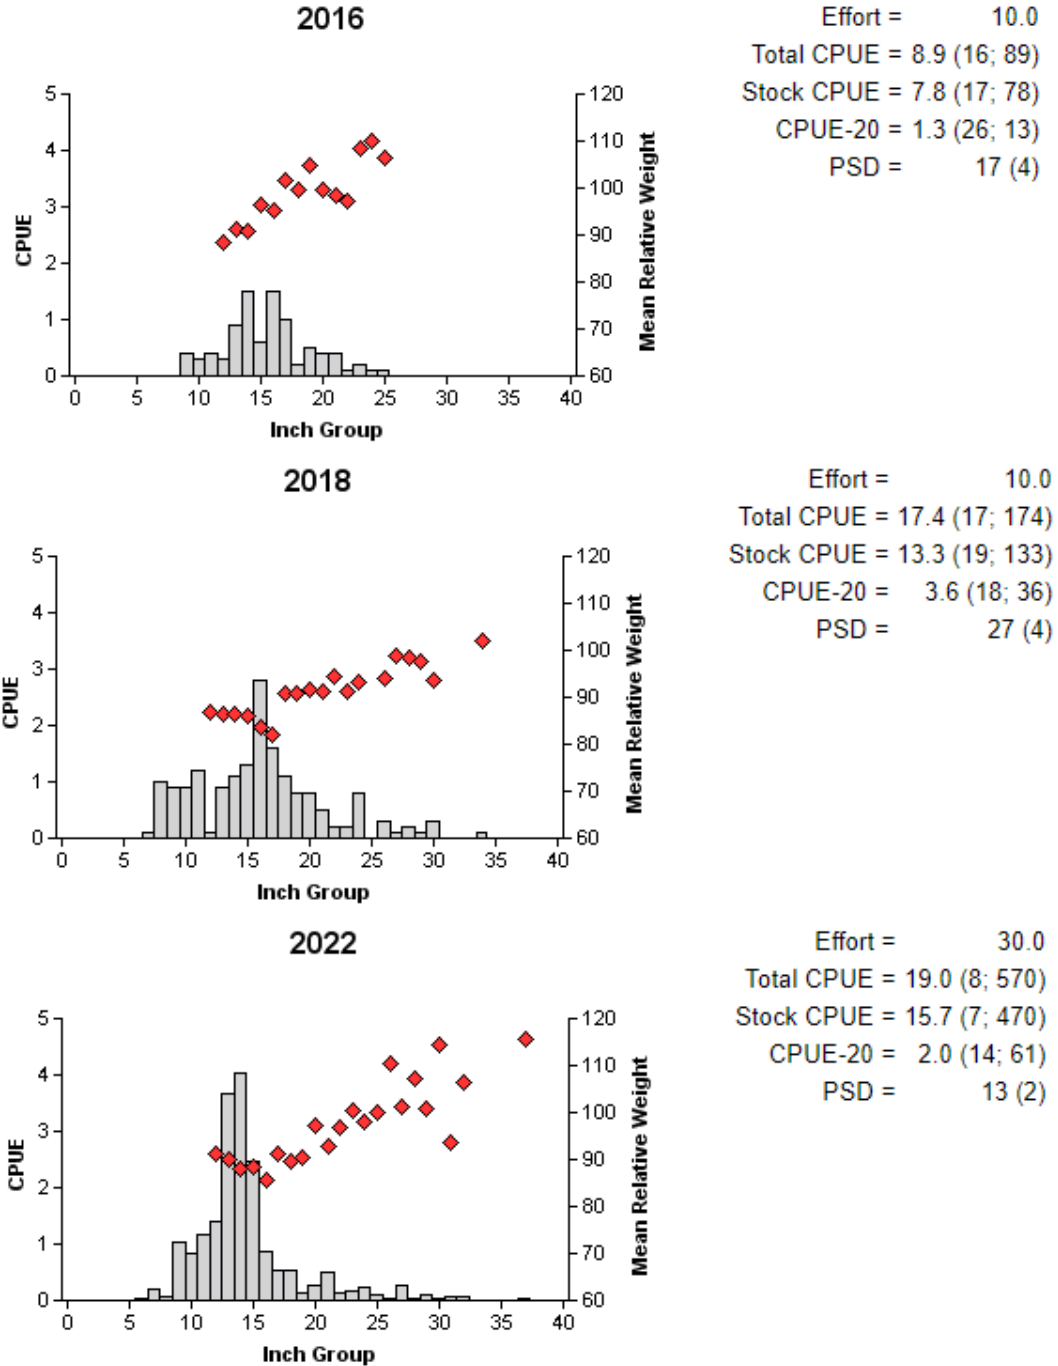 2016
Effort = 10.0
Total CPUE = 8.9 (16; 89)
Stock CPUE = 7.8 (17; 78)
CPUE-20 = 1.3 (26; 13)
PSD = 17 (4)
5 120
4 110
100
3 90
2 80
1 70
0 60
CPUE
Mean Relative Weight
0 5 10 15 20 25 30 35 40
Inch Group
2018
Effort = 10.0
Total CPUE = 17.4 (17; 174)
Stock CPUE = 13.3 (19; 133)
CPUE-20 = 3.6 (18; 36)
PSD = 27 (4)
5 120
4 110
100
3 90
2 80
1 70
0 60
CPUE
Mean Relative Weight
0 5 10 15 20 25 30 35 40
Inch Group
2022
Effort = 30.0
Total CPUE = 19.0 (8; 570)
Stock CPUE = 15.7 (7; 470)
CPUE-20 = 2.0 (14; 61)
PSD = 13 (2)
5 120
4 110
100
3 90
2 80
1 70
0 60
CPUE
Mean Relative Weight
0 5 10 15 20 25 30 35 40
Inch Group